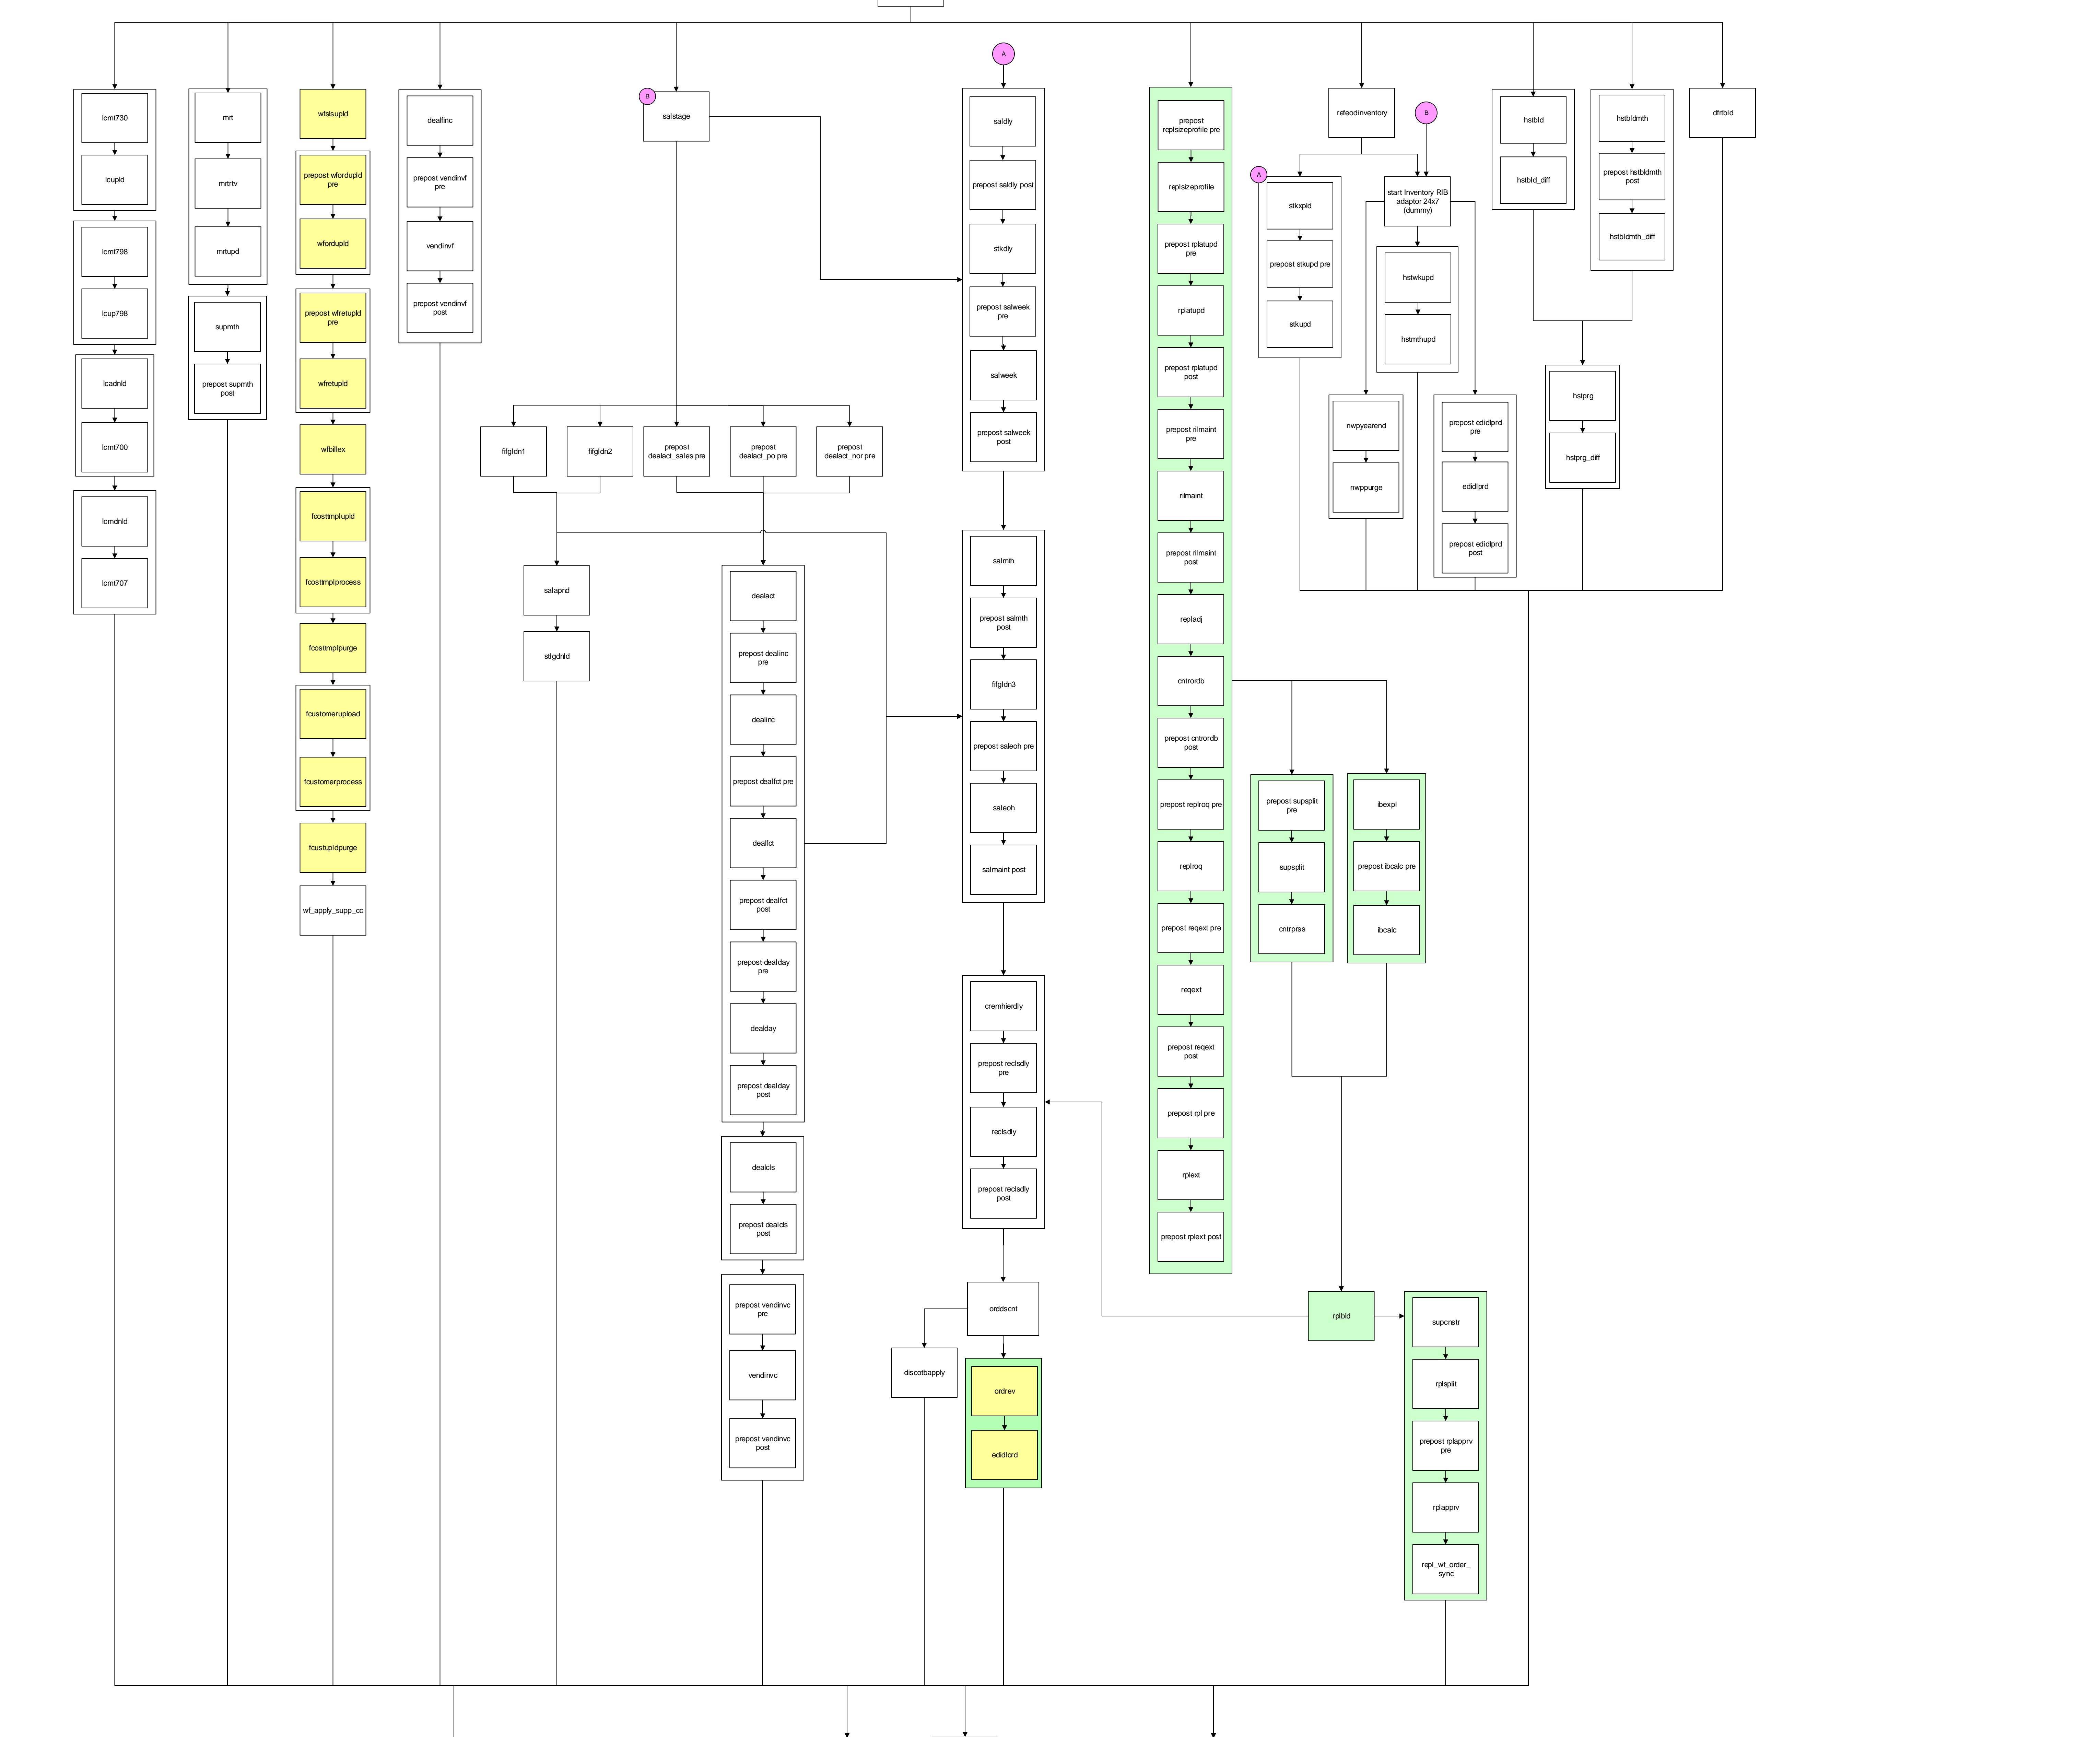 lcmt730
lcupld
lcmt798
lcup798
lcadnld
lcmt700
lcmdnld
lcmt707
mrt
mrtrtv
mrtupd
supmth
prepost supmth
post
wfslsupld
prepost wfordupld
pre
wfordupld
prepost wfretupld
pre
wfretupld
wfbillex
fcosttmplupld
fcosttmplprocess
fcosttmplpurge
fcustomerupload
fcustomerprocess
fcustupldpurge
wf_apply_supp_cc
dealfinc
prepost vendinvf
pre
vendinvf
prepost vendinvf
post
B
salstage
fifgldn1
fifgldn2
prepost
dealact_sales pre
prepost
dealact_po pre
prepost
dealact_nor pre
salapnd
stlgdnld
dealact
prepost dealinc
pre
dealinc
prepost dealfct pre
dealfct
prepost dealfct
post
prepost dealday
pre
dealday
prepost dealday
post
dealcls
prepost dealcls
post
prepost vendinvc
pre
vendinvc
prepost vendinvc
post
A
saldly
prepost saldly post
stkdly
prepost salweek
pre
salweek
prepost salweek
post
salmth
prepost salmth
post
fifgldn3
prepost saleoh pre
saleoh
salmaint post
cremhierdly
prepost reclsdly
pre
reclsdly
prepost reclsdly
post
orddscnt
discotbapply
ordrev
edidlord
prepost
replsizeprofile pre
replsizeprofile
prepost rplatupd
pre
rplatupd
prepost rplatupd
post
prepost rilmaint
pre
rilmaint
prepost rilmaint
post
repladj
cntrordb
prepost cntrordb
post
prepost replroq pre
replroq
prepost reqext pre
reqext
prepost reqext
post
prepost rpl pre
rplext
prepost rplext post
prepost supsplit
pre
supsplit
cntrprss
ibexpl
prepost ibcalc pre
ibcalc
rplbld
supcnstr
rplsplit
prepost rplapprv
pre
rplapprv
repl_wf_order_
sync
refeodinventory
B
A
stkxpld
prepost stkupd pre
stkupd
start Inventory RIB
adaptor 24x7
(dummy)
hstwkupd
hstmthupd
nwpyearend
nwppurge
prepost edidlprd
pre
edidlprd
prepost edidlprd
post
hstbld
hstbld_diff
hstbldmth
prepost hstbldmth
post
hstbldmth_diff
hstprg
hstprg_diff
dfrtbld